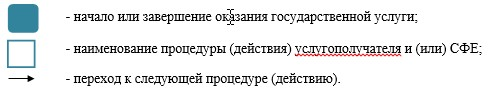 - начало или завершение оказания государственной услуги;
- наименование процедуры (действия) услугополучателя и (или) СФЕ;
- переход к следующей процедуре (действию).